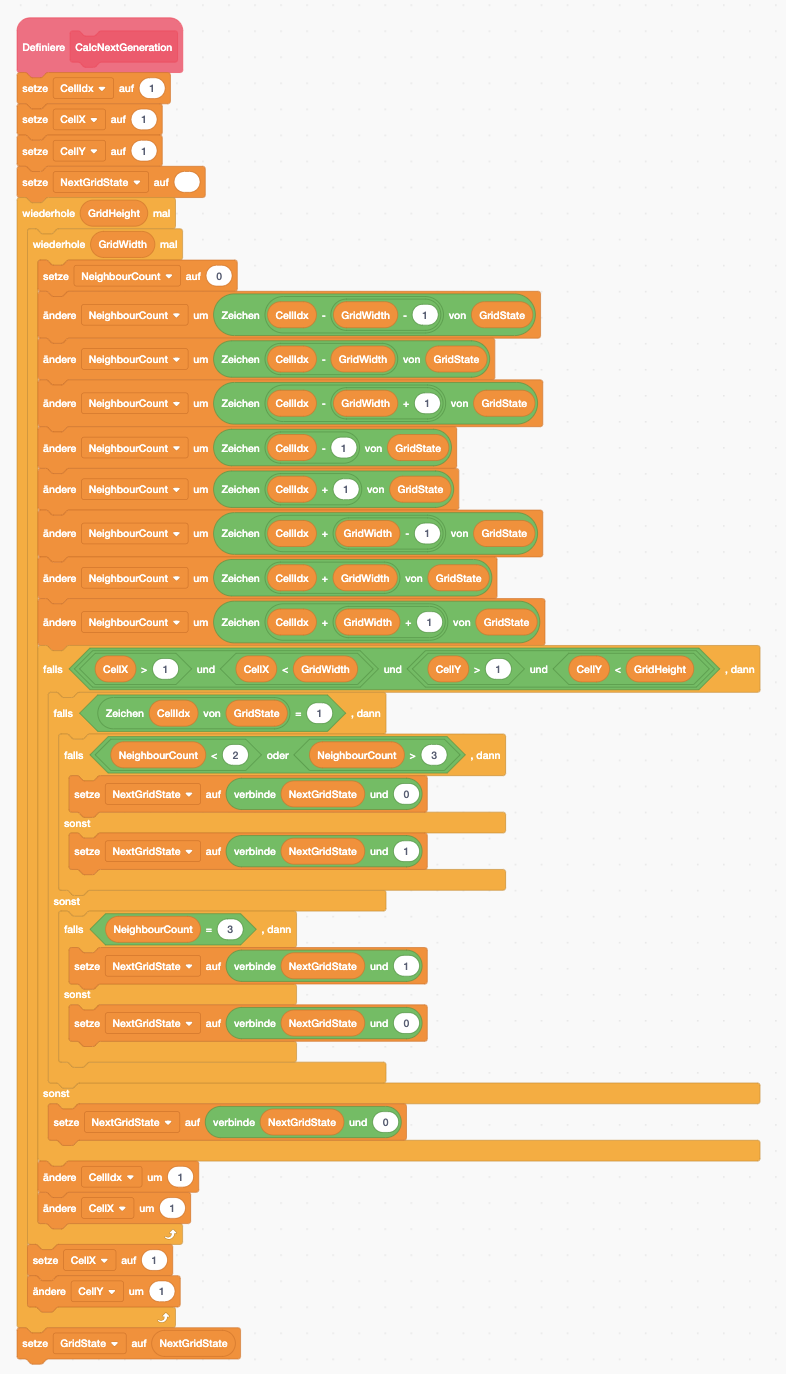 Definiere CalcNextGeneration
setze CellIdx auf 1
setze CellX auf 1
setze CellY auf 1
setze NextGridState auf
wiederhole GridHeight mal
wiederhole GridWidth mal
setze NeighbourCount auf 0
ändere NeighbourCount um Zeichen CellIdx - GridWidth - 1 von GridState
ändere NeighbourCount um Zeichen CellIdx - GridWidth von GridState
ändere NeighbourCount um Zeichen CellIdx - GridWidth + 1 von GridState
ändere NeighbourCount um Zeichen CellIdx - 1 von GridState
ändere NeighbourCount um Zeichen CellIdx + 1 von GridState
ändere NeighbourCount um Zeichen CellIdx + GridWidth - 1 von GridState
ändere NeighbourCount um Zeichen CellIdx + GridWidth von GridState
ändere NeighbourCount um Zeichen CellIdx + GridWidth + 1 von GridState
falls CellX > 1 und CellX < GridWidth und CellY > 1 und CellY < GridHeight , dann
falls Zeichen CellIdx von GridState = 1 , dann
falls NeighbourCount < 2 oder NeighbourCount > 3 , dann
setze NextGridState auf verbinde NextGridState und 0
sonst
setze NextGridState auf verbinde NextGridState und 1
sonst
falls NeighbourCount = 3 , dann
setze NextGridState auf verbinde NextGridState und 1
sonst
setze NextGridState auf verbinde NextGridState und 0
sonst
setze NextGridState auf verbinde NextGridState und 0
ändere CellIdx um 1
ändere CellX um 1
setze CellX auf 1
ändere CellY um 1
setze GridState auf NextGridState